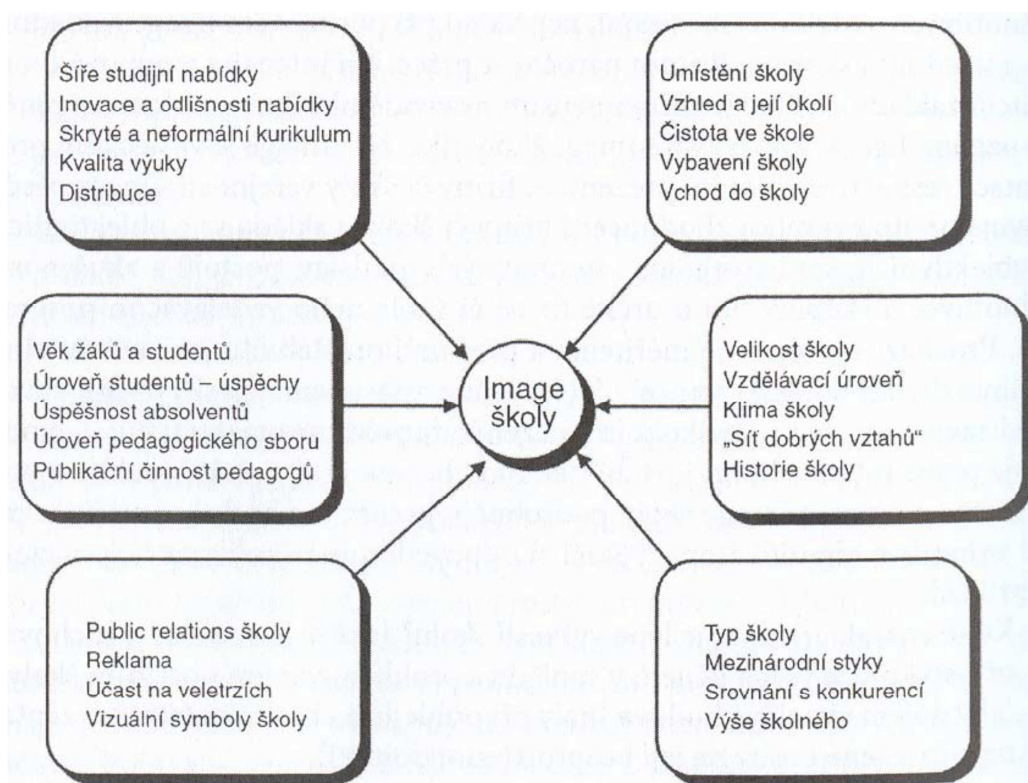 Šíře studijní nabídky
Inovace a odlišnosti nabídky
Skryté a neformální kurikulum
Kvalita výuky
Distribuce
Umístění školy
Vzhled a její okolí
Čistota ve škole
Vybavení školy
Vchod do školy
Věk žáků a studentů
Úroveň studentů – úspěchy
Úspěšnost absolventů
Úroveň pedagogického sboru
Publikační činnost pedagogů
Image
školy
Velikost školy
Vzdělávací úroveň
Klima školy
„Síť dobrých vztahů“
Historie školy
Public relations školy
Reklama
Účast na veletrzích
Vizuální symboly školy
Typ školy
Mezinárodní styky
Srovnání s konkurencí
Výše školného